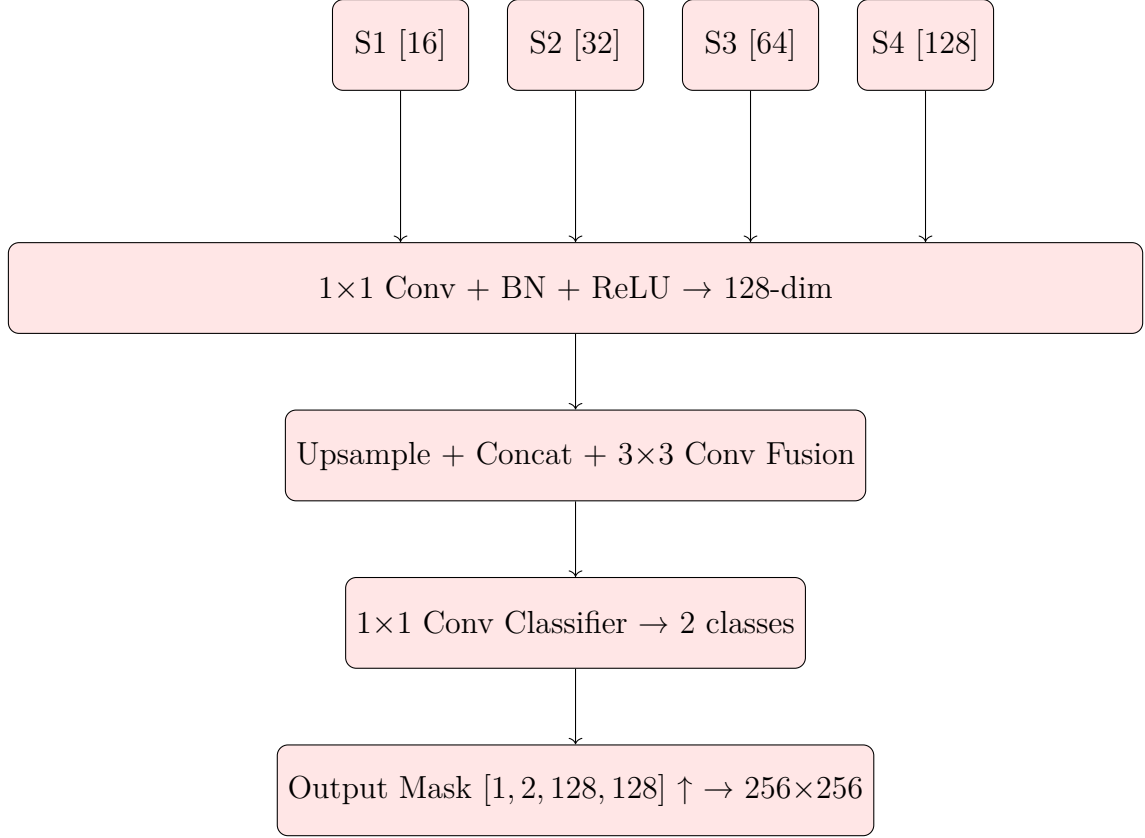 S1 [16] S2 [32] S3 [64] S4 [128]
1×1 Conv + BN + ReLU → 128-dim
Upsample + Concat + 3×3 Conv Fusion
1×1 Conv Classifier → 2 classes
Output Mask [1, 2, 128, 128] ↑ → 256×256